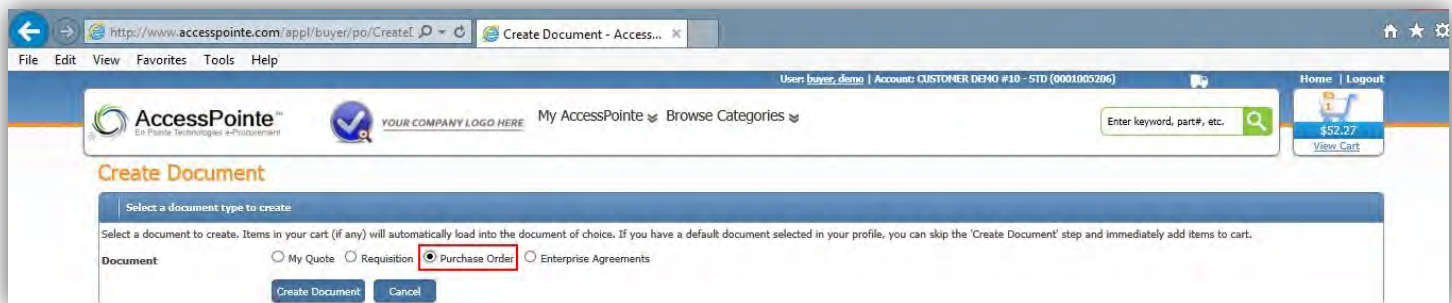 http://www.accesspointe.com/appl/buyer/po/CreateD
Create Document - Access...
File Edit View Favorites Tools Help
User: buyer, demo | Account: CUSTOMER DEMO #10 - STD (0001005206)
Home | Logout
AccessPointe™
En Pointe Technologies e-Procurement
YOUR COMPANY LOGO HERE
My AccessPointe Browse Categories
Enter keyword, part#, etc.
1
$52.27
View Cart
Create Document
Select a document type to create
Select a document to create. Items in your cart (if any) will automatically load into the document of choice. If you have a default document selected in your profile, you can skip the 'Create Document' step and immediately add items to cart.
Document My Quote Requisition Purchase Order Enterprise Agreements
Create Document Cancel